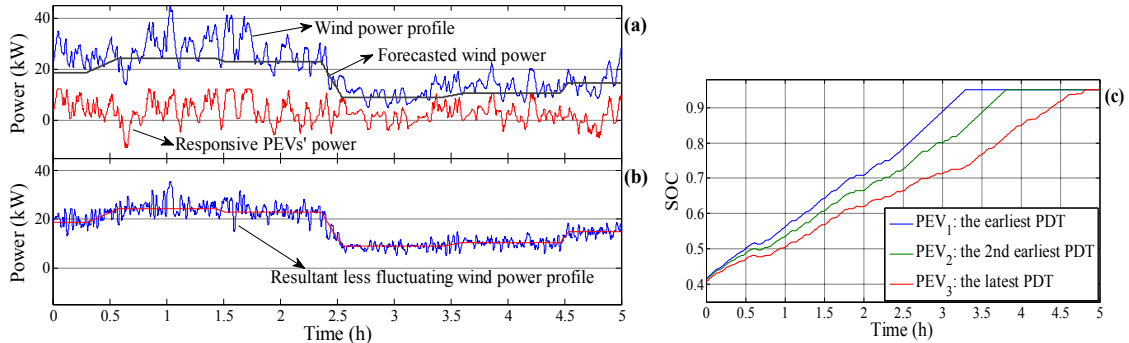 40
20
0
Power (kW)
Wind power profile
Forecasted wind power
Responsive PEVs' power
(a)
40
20
0
Power (kW)
Resultant less fluctuating wind power profile
(b)
0 0.5 1 1.5 2 2.5 3 3.5 4 4.5 5
Time (h)
0.9
0.8
0.7
0.6
0.5
0.4
SOC
(c)
PEV1: the earliest PDT
PEV2: the 2nd earliest PDT
PEV3: the latest PDT
0 0.5 1 1.5 2 2.5 3 3.5 4 4.5 5
Time (h)